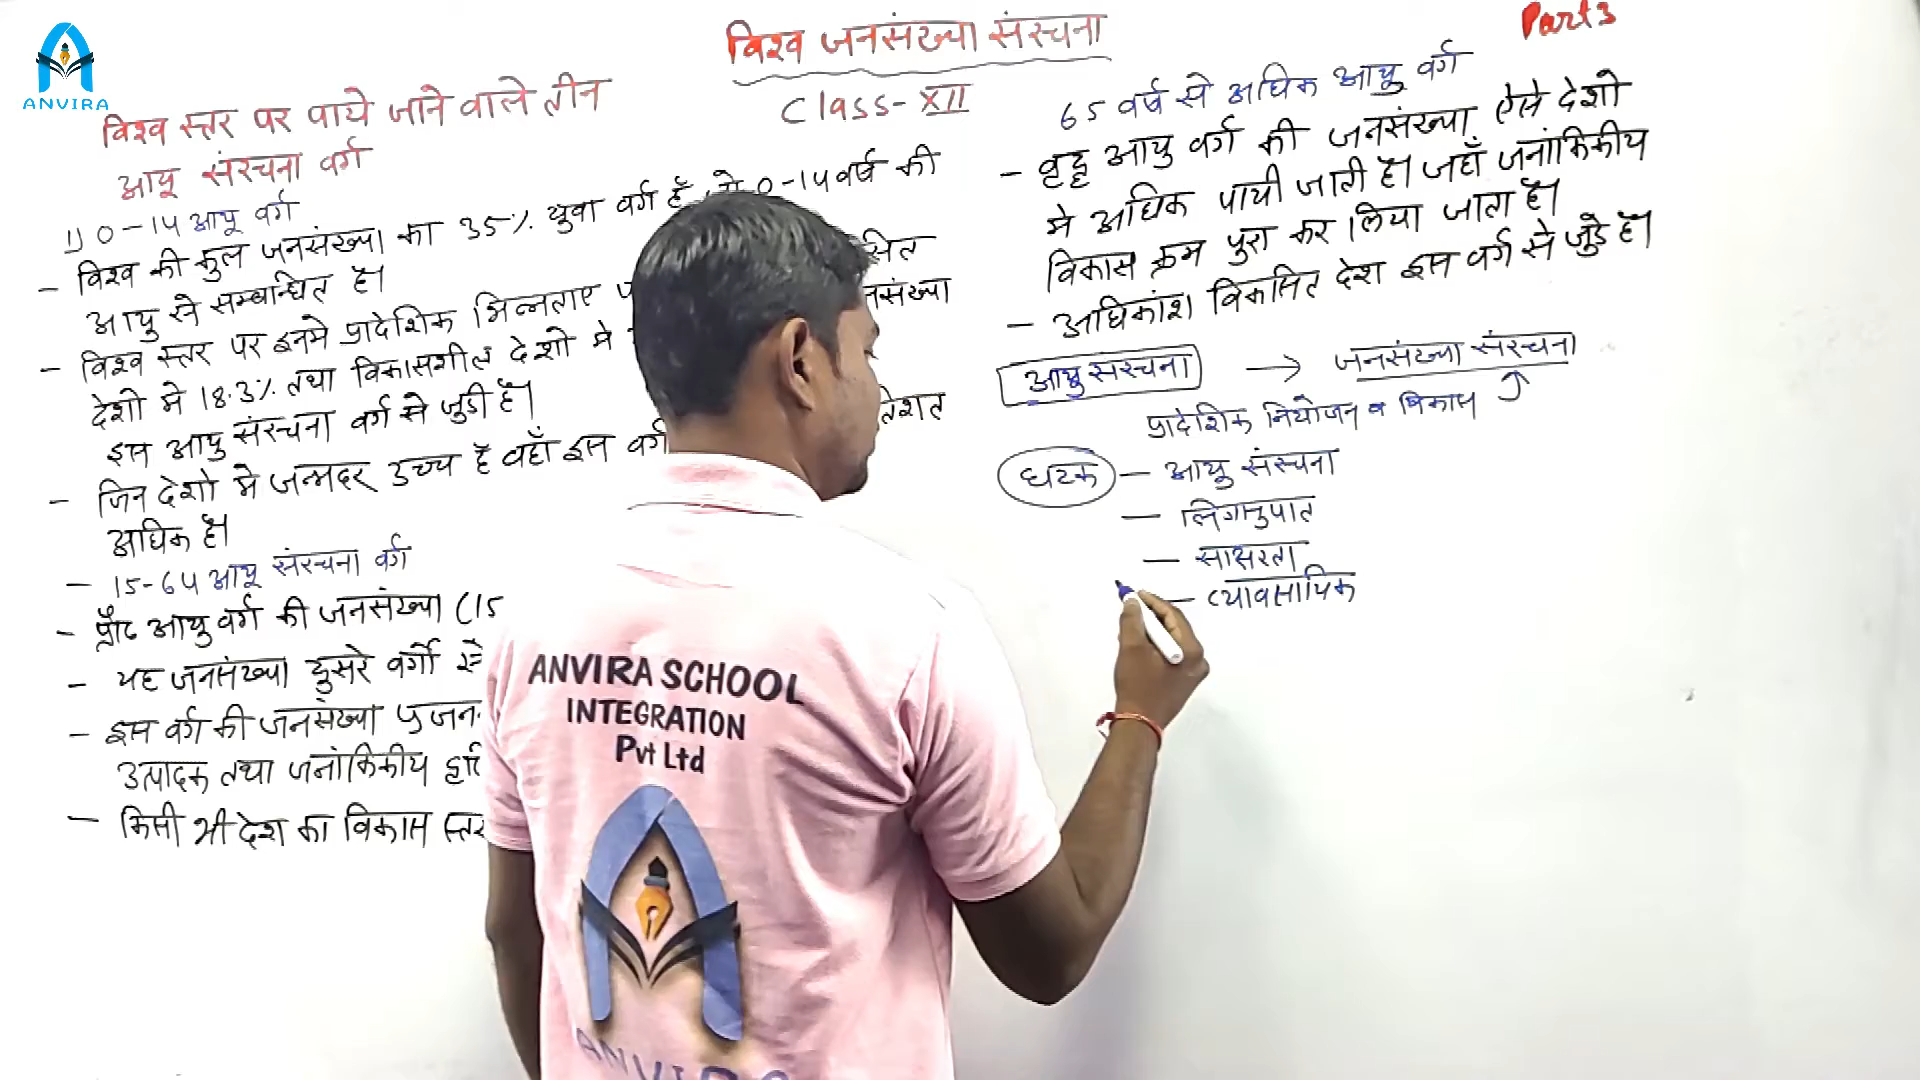 ANVIRA
विश्व जनसंख्या संरचना
Part 3
Class- XII
विश्व स्तर पर पाये जाने वाले तीन
आयु संरचना वर्ग
1) 0-14 आयु वर्ग
- विश्व की कुल जनसंख्या का 35% युवा वर्ग है 0-14 वर्ष की
आयु से सम्बन्धित है।
- विश्व स्तर पर इनमे प्रादेशिक भिन्नताए
देशो मे 18.3% तथा विकासशील देशो मे जनसंख्या
इस आयु संरचना वर्ग से जुडी है।
- जिन देशो मे जन्मदर उच्च है वहाँ इस वर्ग
अधिक है।
- 15-64 आयु संरचना वर्ग
- प्रौढ आयु वर्ग की जनसंख्या (15
- यह जनसंख्या दुसरे वर्गो से
- इस वर्ग की जनसंख्या
उत्पादक तथा जनांकिकीय
- किसी भी देश का विकास स्तर
65 वर्ष से अधिक आयु वर्ग
- वृद्ध आयु वर्ग की जनसंख्या ऐसे देशो
मे अधिक पायी जाती है। जहाँ जनांकिकीय
विकास क्रम पुरा कर लिया जाता है।
- अधिकांश विकसित देश इस वर्ग से जुडे है।
आयु संरचना → जनसंख्या संरचना
प्रादेशिक नियोजन व विकास
घटक - आयु संरचना
- लिंगानुपात
- साक्षरता
- व्यावसायिक
ANVIRA SCHOOL
INTEGRATION
Pvt Ltd
ANVIRA